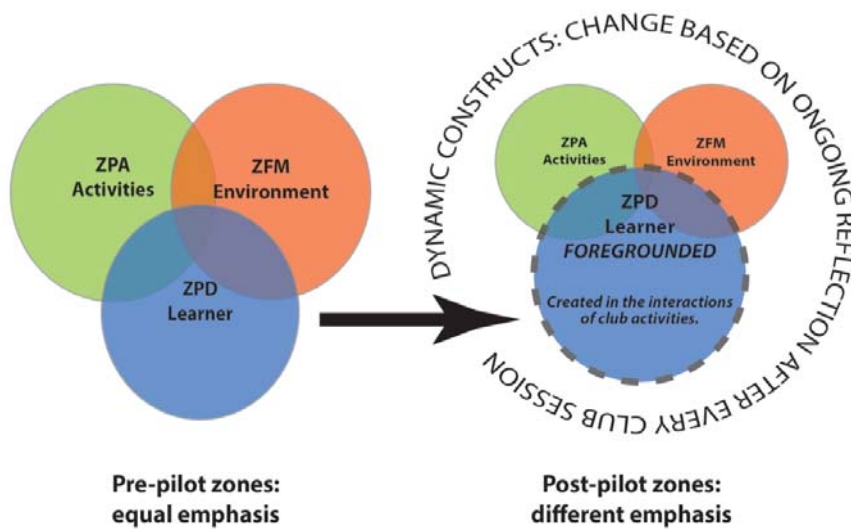 ZPA
Activities
ZFM
Environment
ZPD
Learner
DYNAMIC CONSTRUCTS: CHANGE BASED ON ONGOING REFLECTION AFTER EVERY CLUB SESSION
ZPA
Activities
ZFM
Environment
ZPD
Learner
FOREGROUNDED
Created in the interactions
of club activities.
Pre-pilot zones:
equal emphasis
Post-pilot zones:
different emphasis